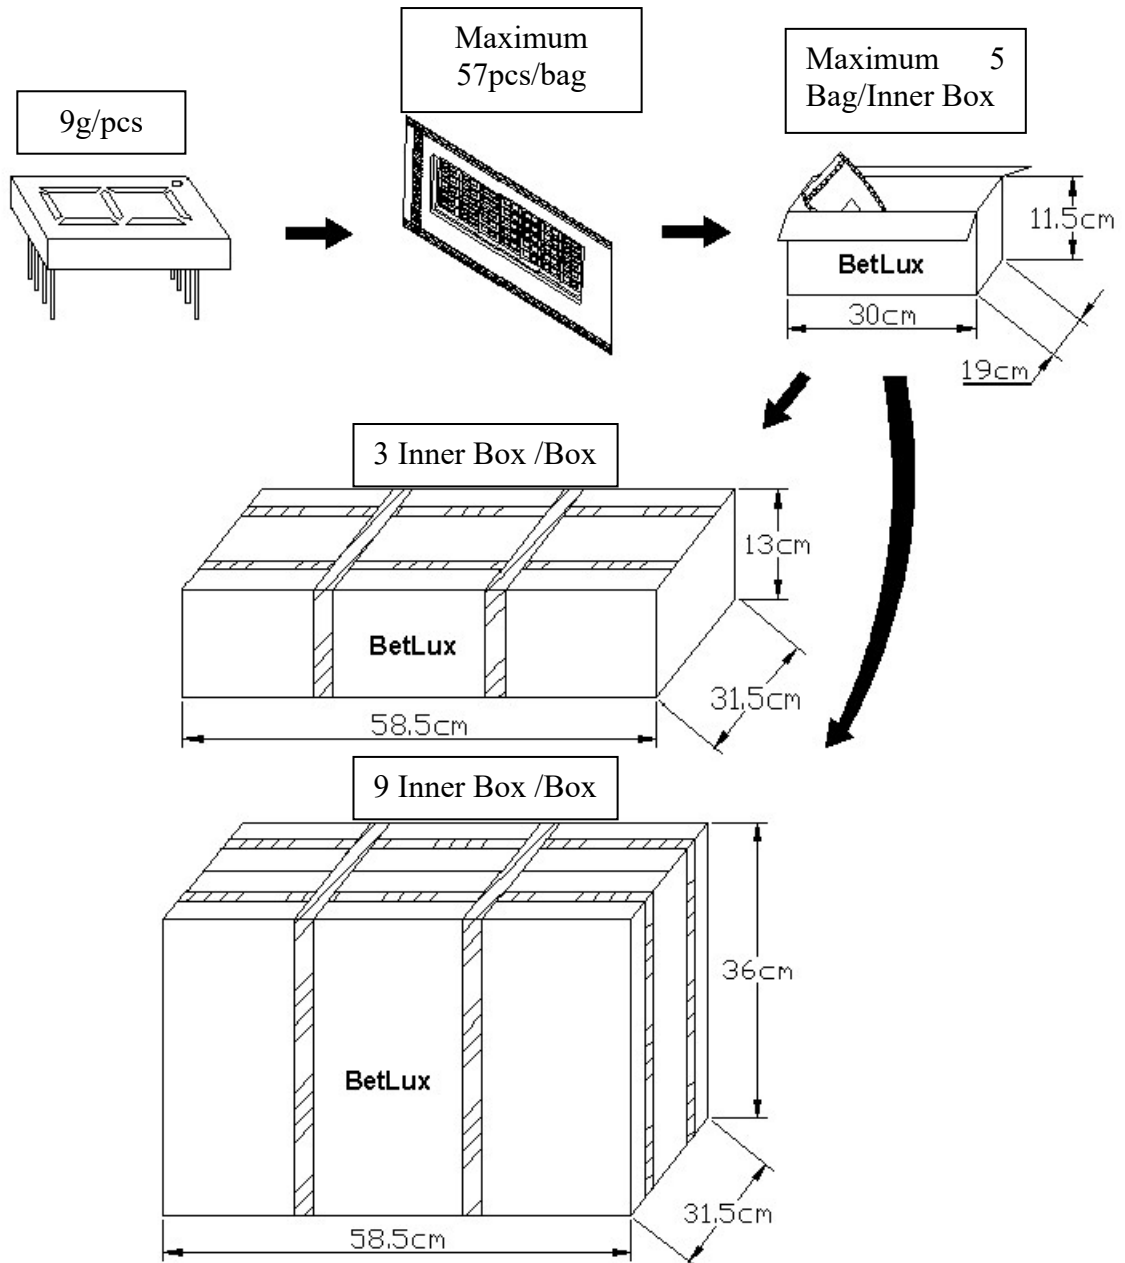 Maximum
57pcs/bag
Maximum 5
Bag/Inner Box
9g/pcs
11.5cm
BetLux
30cm
19cm
3 Inner Box /Box
13cm
BetLux
31.5cm
58.5cm
9 Inner Box /Box
36cm
BetLux
31.5cm
58.5cm